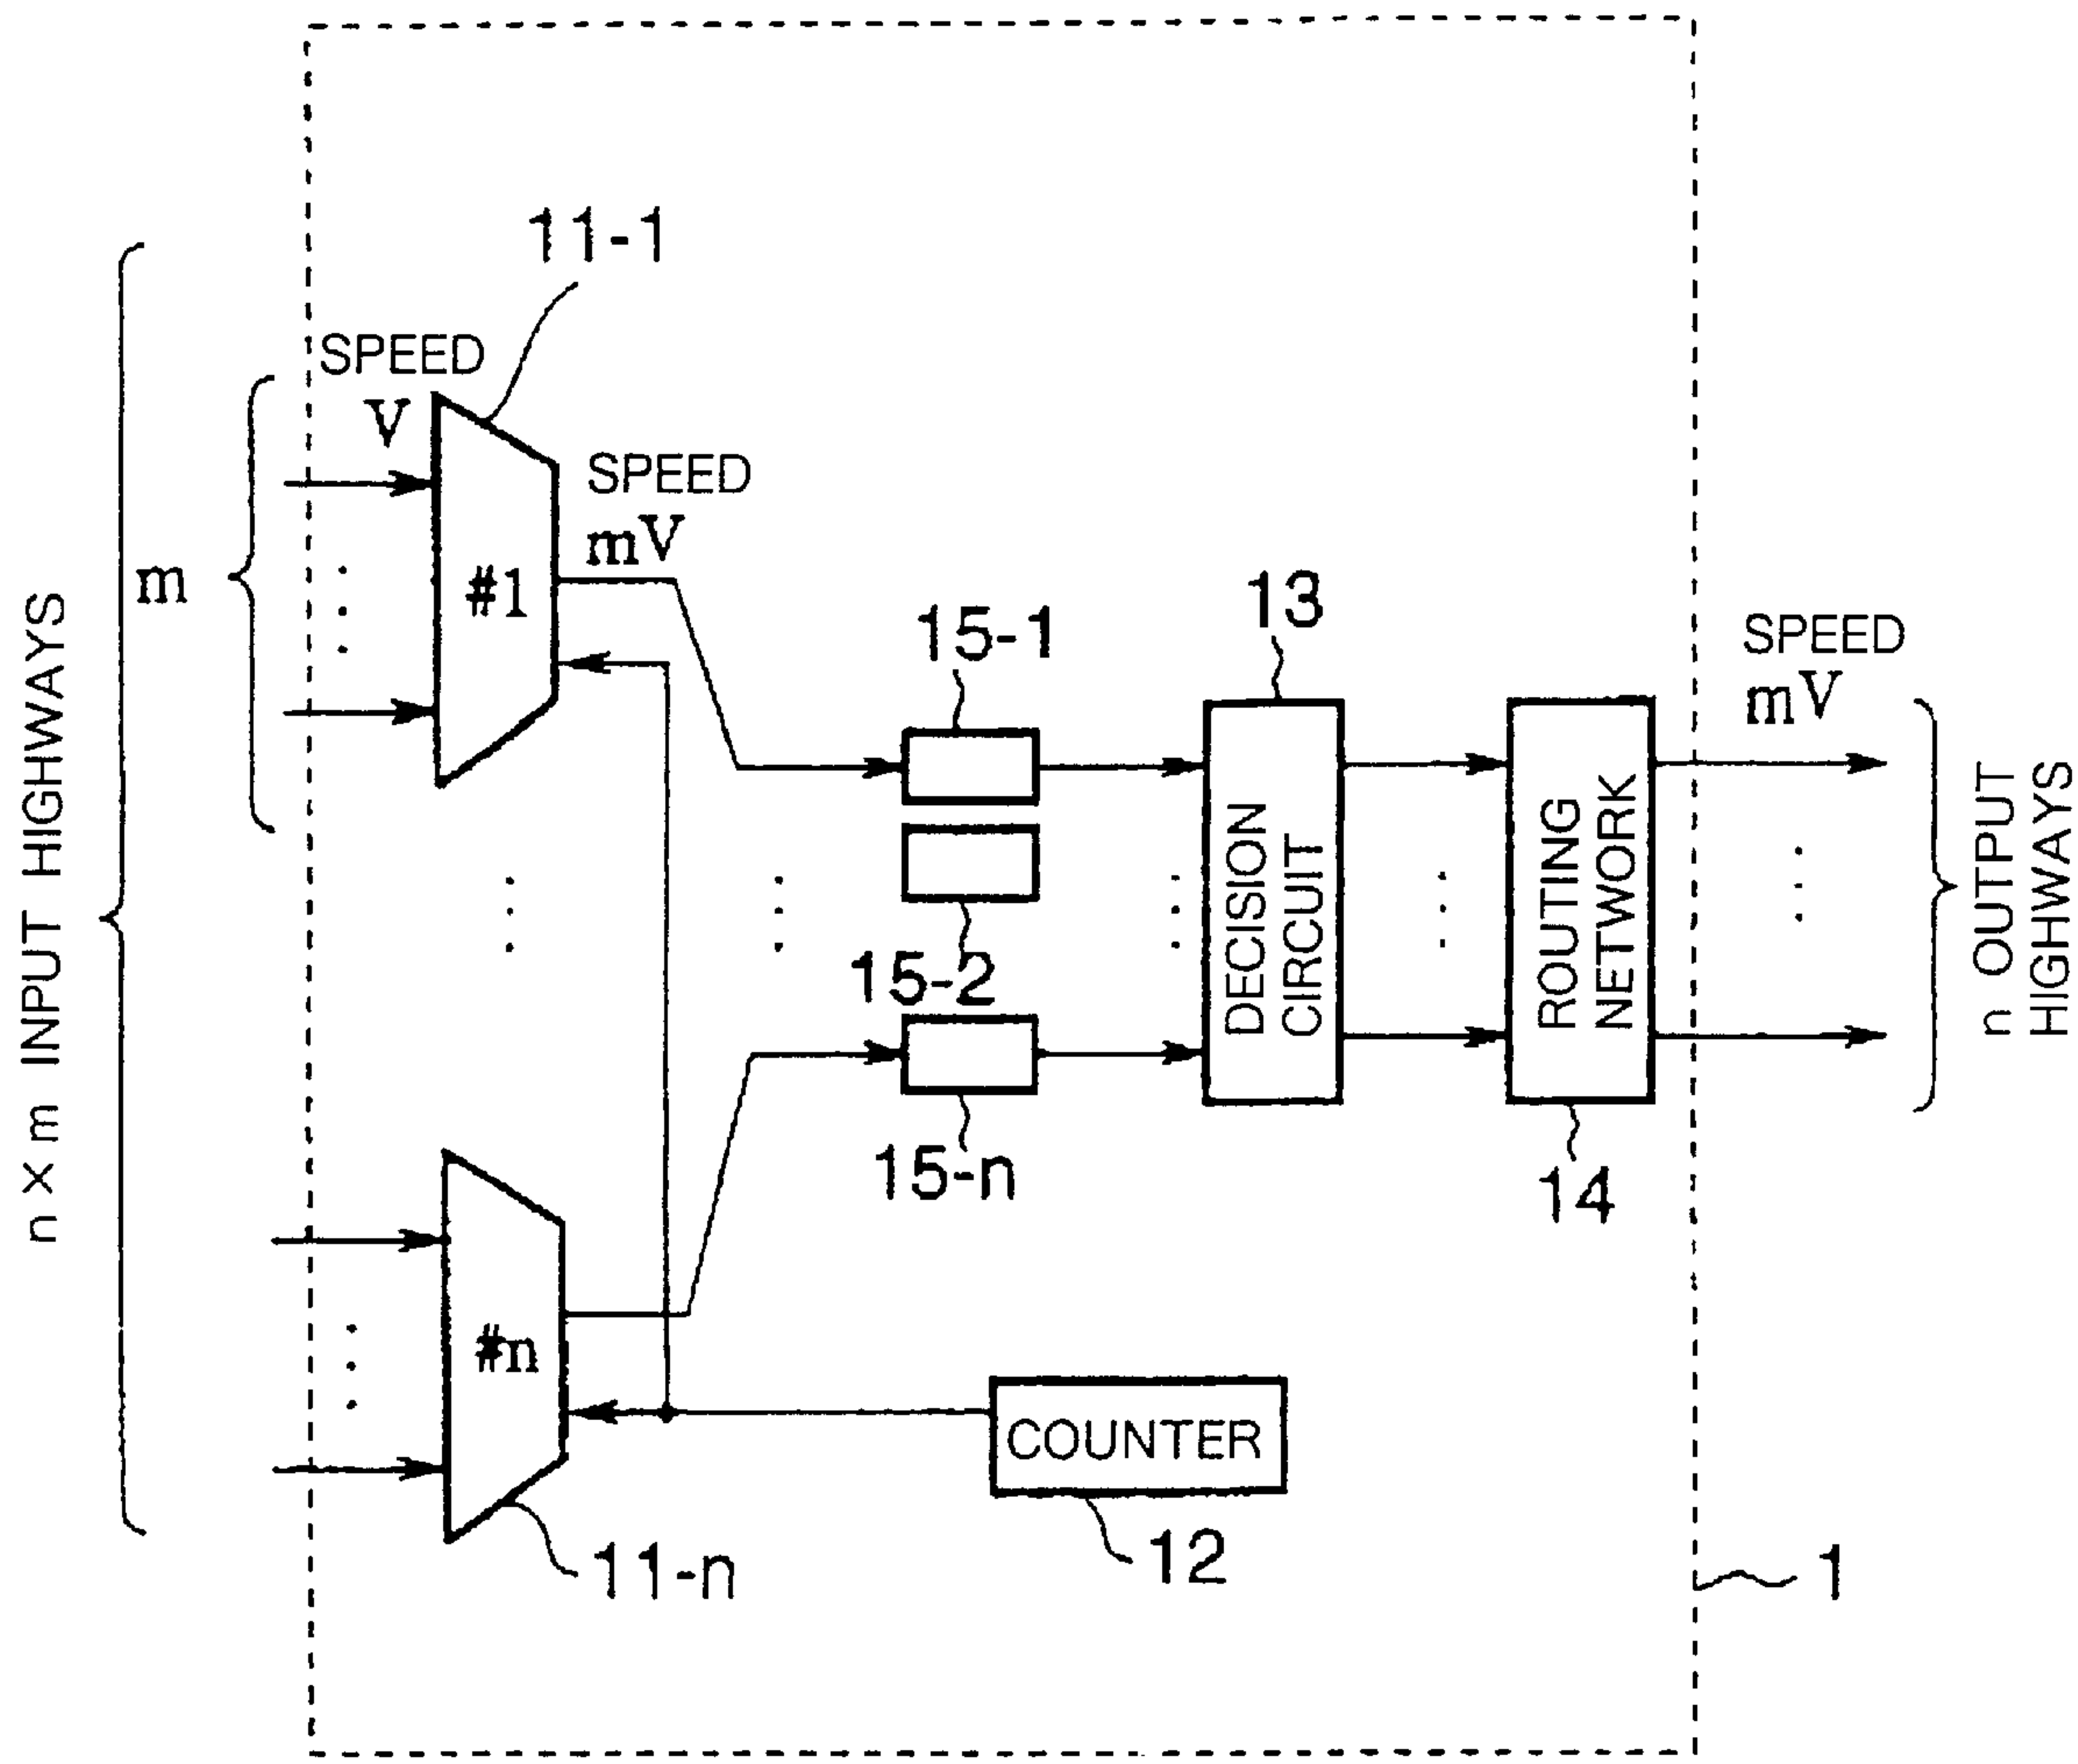 n x m INPUT HIGHWAYS
m
SPEED
V
11-1
#1
SPEED
mV
15-1
15-2
15-n
13
DECISION
CIRCUIT
ROUTING
NETWORK
14
SPEED
mV
n OUTPUT
HIGHWAYS
#n
11-n
COUNTER
12
1